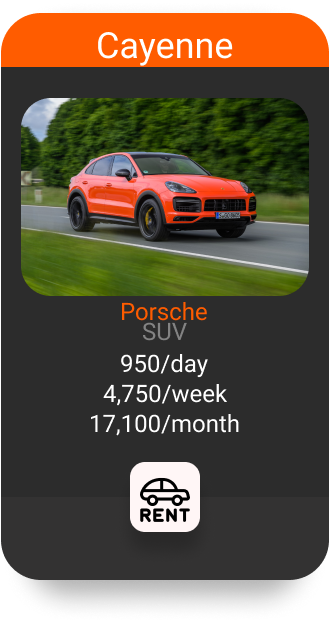 Cayenne
Porsche
SUV
950/day
4,750/week
17,100/month
RENT